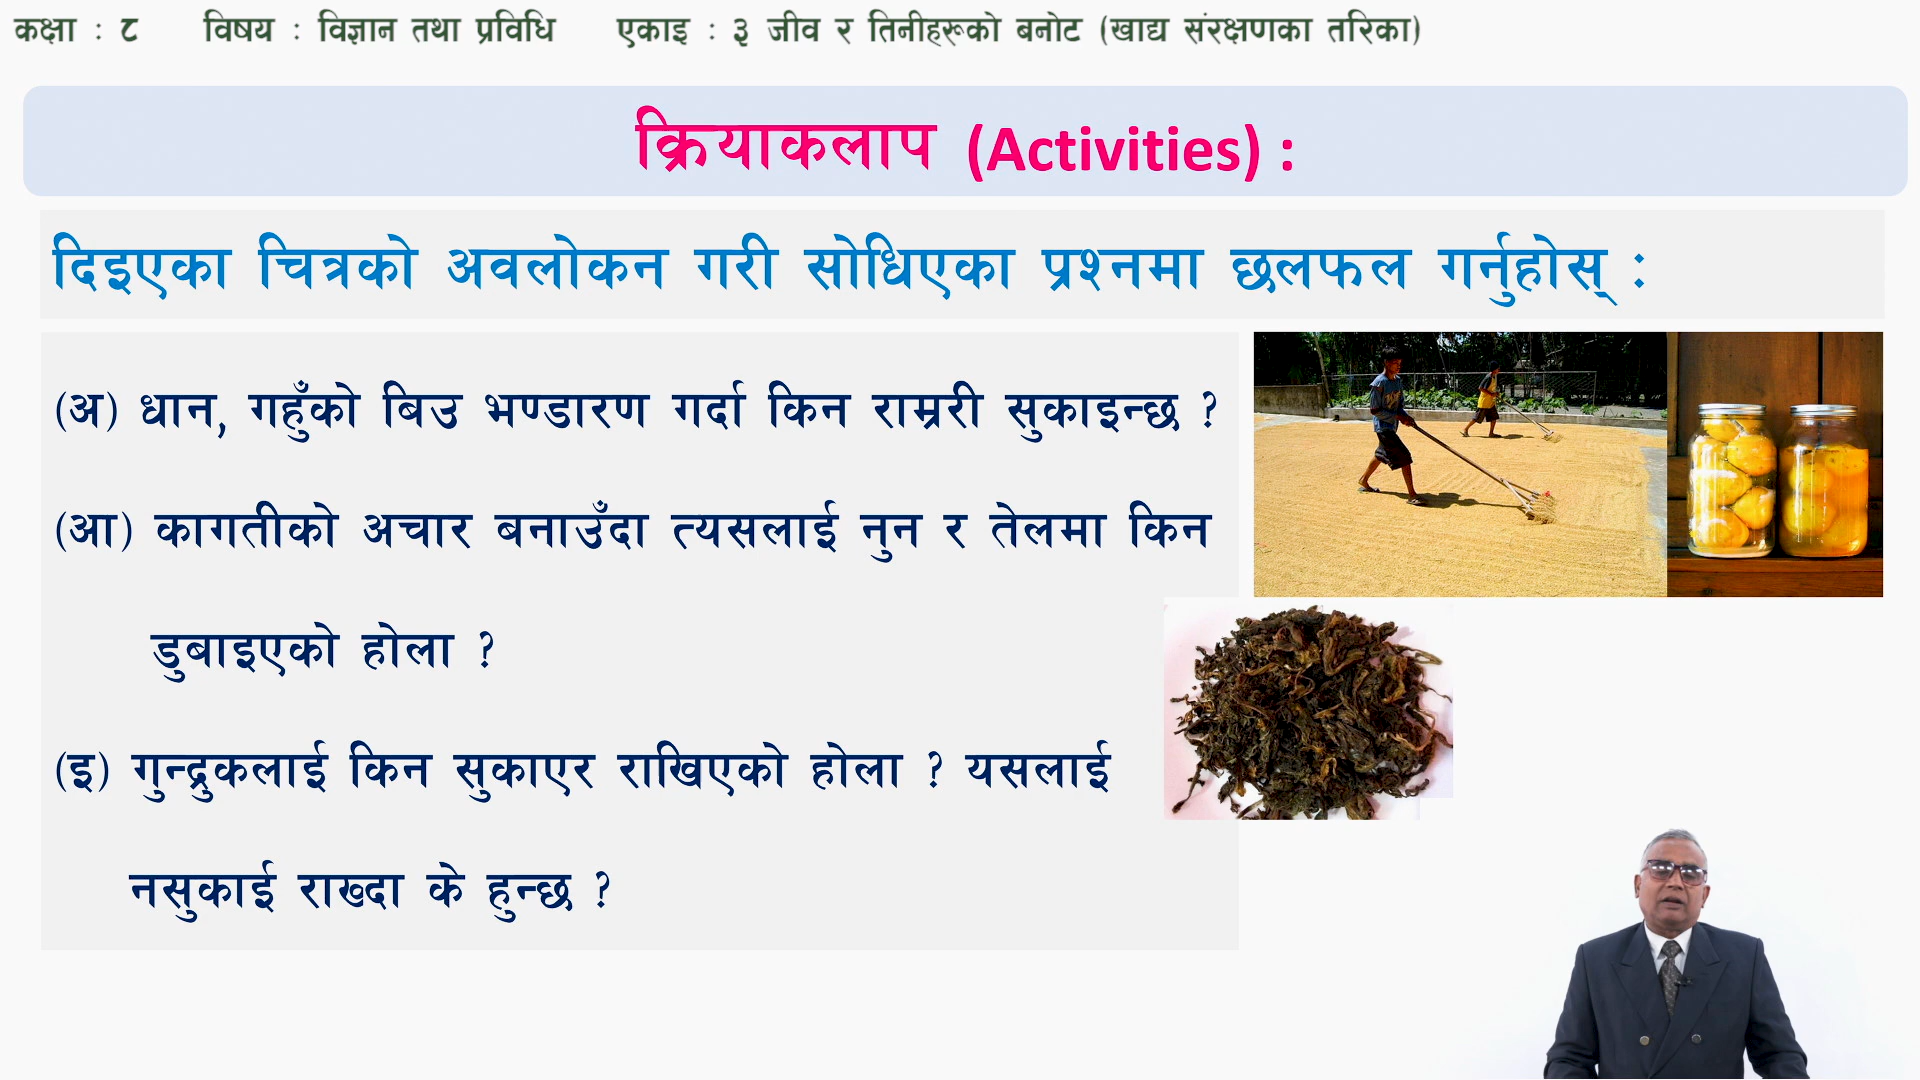 कक्षा : ८ विषय : विज्ञान तथा प्रविधि एकाइ : ३ जीव र तिनीहरूको बनोट (खाद्य संरक्षणका तरिका)
क्रियाकलाप (Activities) :
दिइएका चित्रको अवलोकन गरी सोधिएका प्रश्नमा छलफल गर्नुहोस् :
(अ) धान, गहुँको बिउ भण्डारण गर्दा किन राम्ररी सुकाइन्छ ?
(आ) कागतीको अचार बनाउँदा त्यसलाई नुन र तेलमा किन
डुबाइएको होला ?
(इ) गुन्द्रुकलाई किन सुकाएर राखिएको होला ? यसलाई
नसुकाई राख्दा के हुन्छ ?